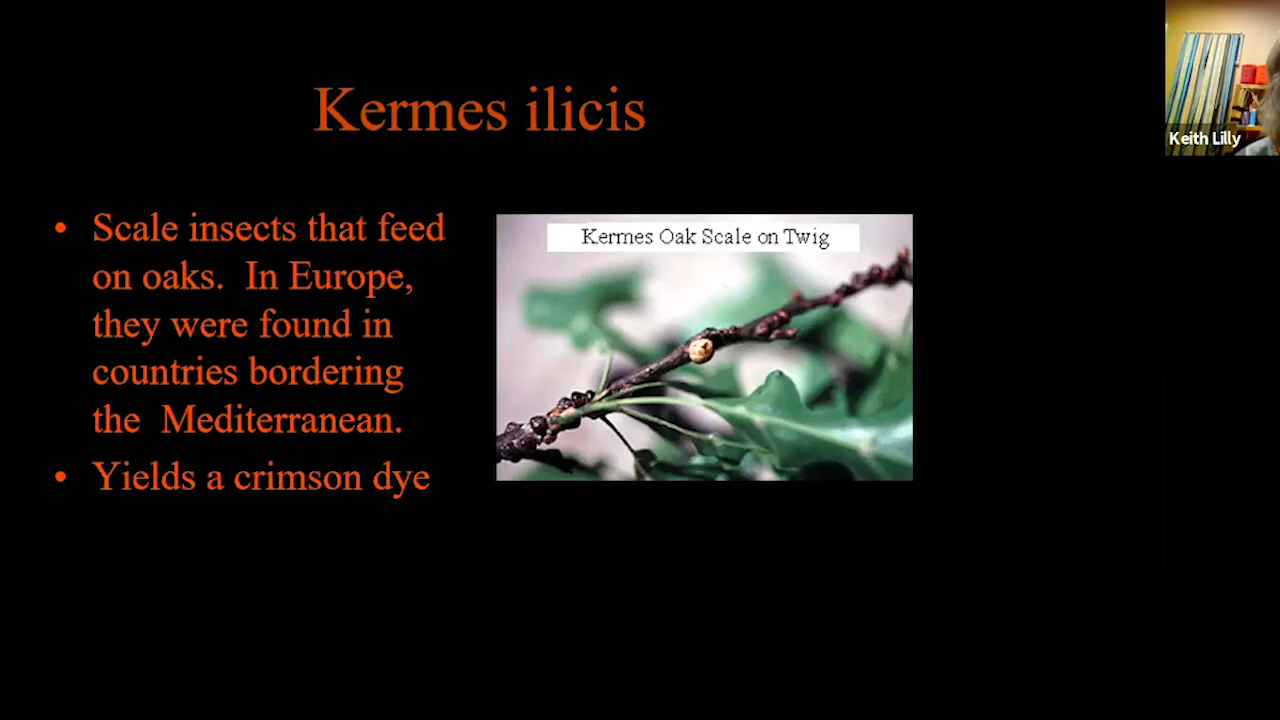 Kermes ilicis
Keith Lilly
• Scale insects that feed
on oaks.  In Europe,
they were found in
countries bordering
the  Mediterranean.
• Yields a crimson dye
Kermes Oak Scale on Twig